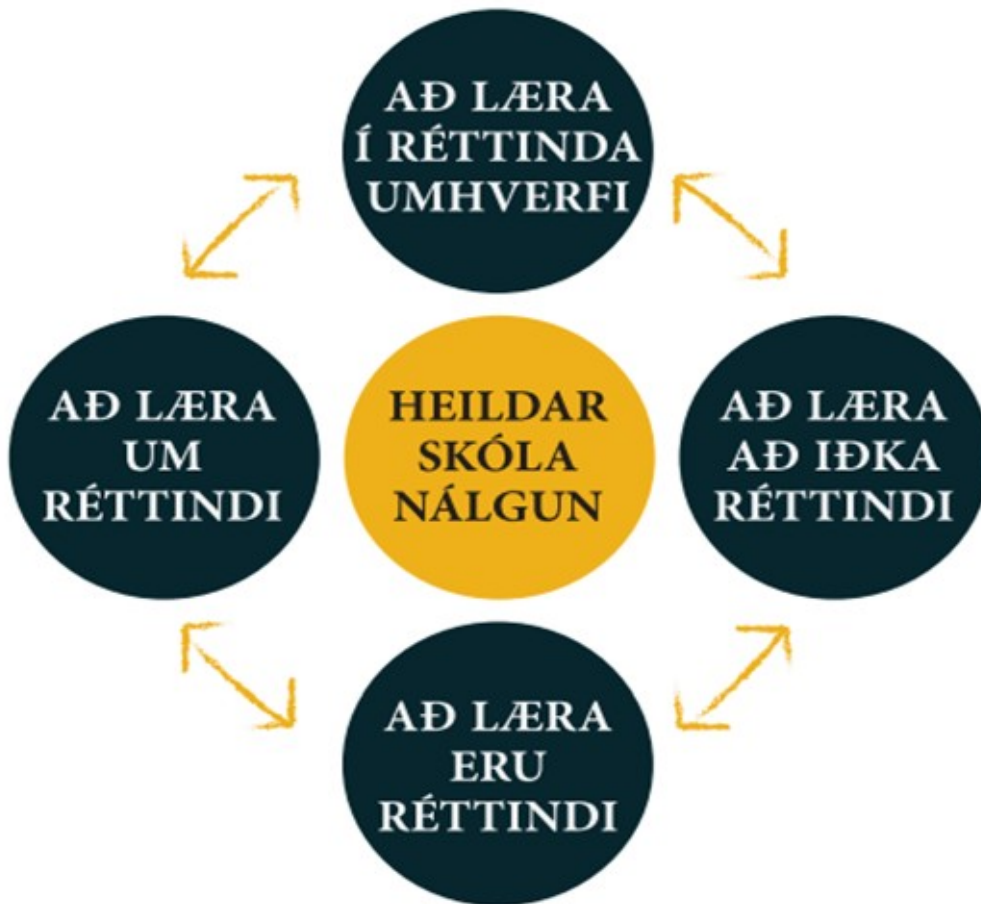 AÐ LÆRA
Í RÉTTINDA
UMHVERFI
AÐ LÆRA
UM
RÉTTINDI
HEILDAR
SKÓLA
NÁLGUN
AÐ LÆRA
AÐ IÐKA
RÉTTINDI
AÐ LÆRA
ERU
RÉTTINDI